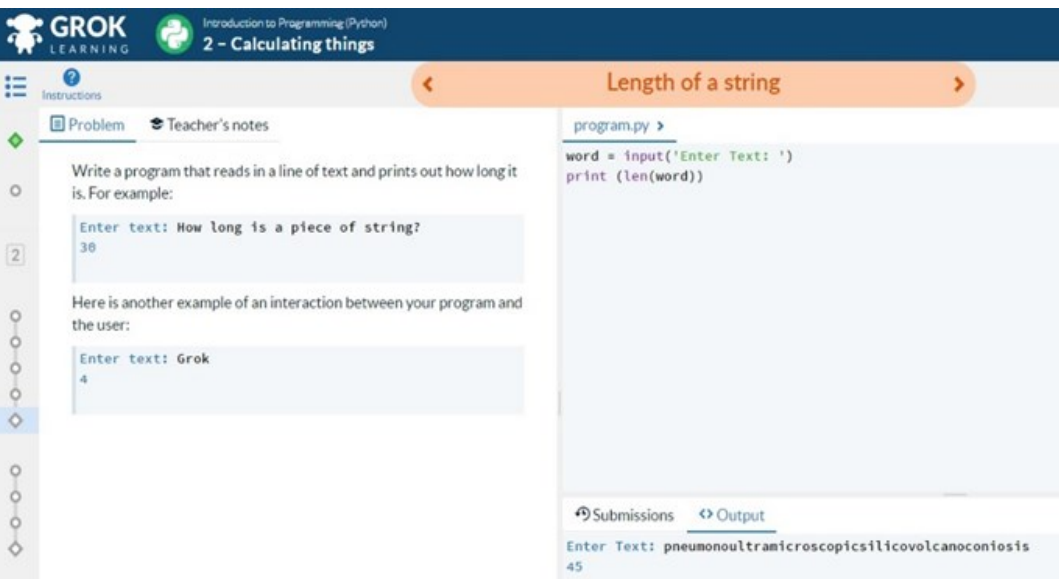 GROK
LEARNING
Introduction to Programming (Python)
2 – Calculating things
Instructions
Length of a string
Problem
Teacher's notes
Write a program that reads in a line of text and prints out how long it
is. For example:
Enter text: How long is a piece of string?
30
2
Here is another example of an interaction between your program and
the user:
Enter text: Grok
4
program.py
word = input('Enter Text: ')
print (len(word))
Submissions
Output
Enter Text: pneumonoultramicroscopicsilicovolcanoconiosis
45